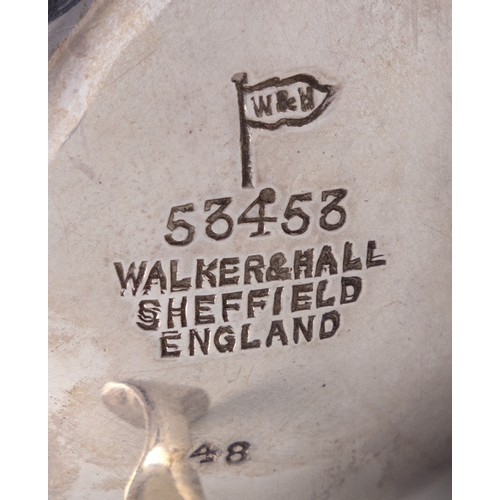 W&H
53453
WALKER&HALL
SHEFFIELD
ENGLAND
48